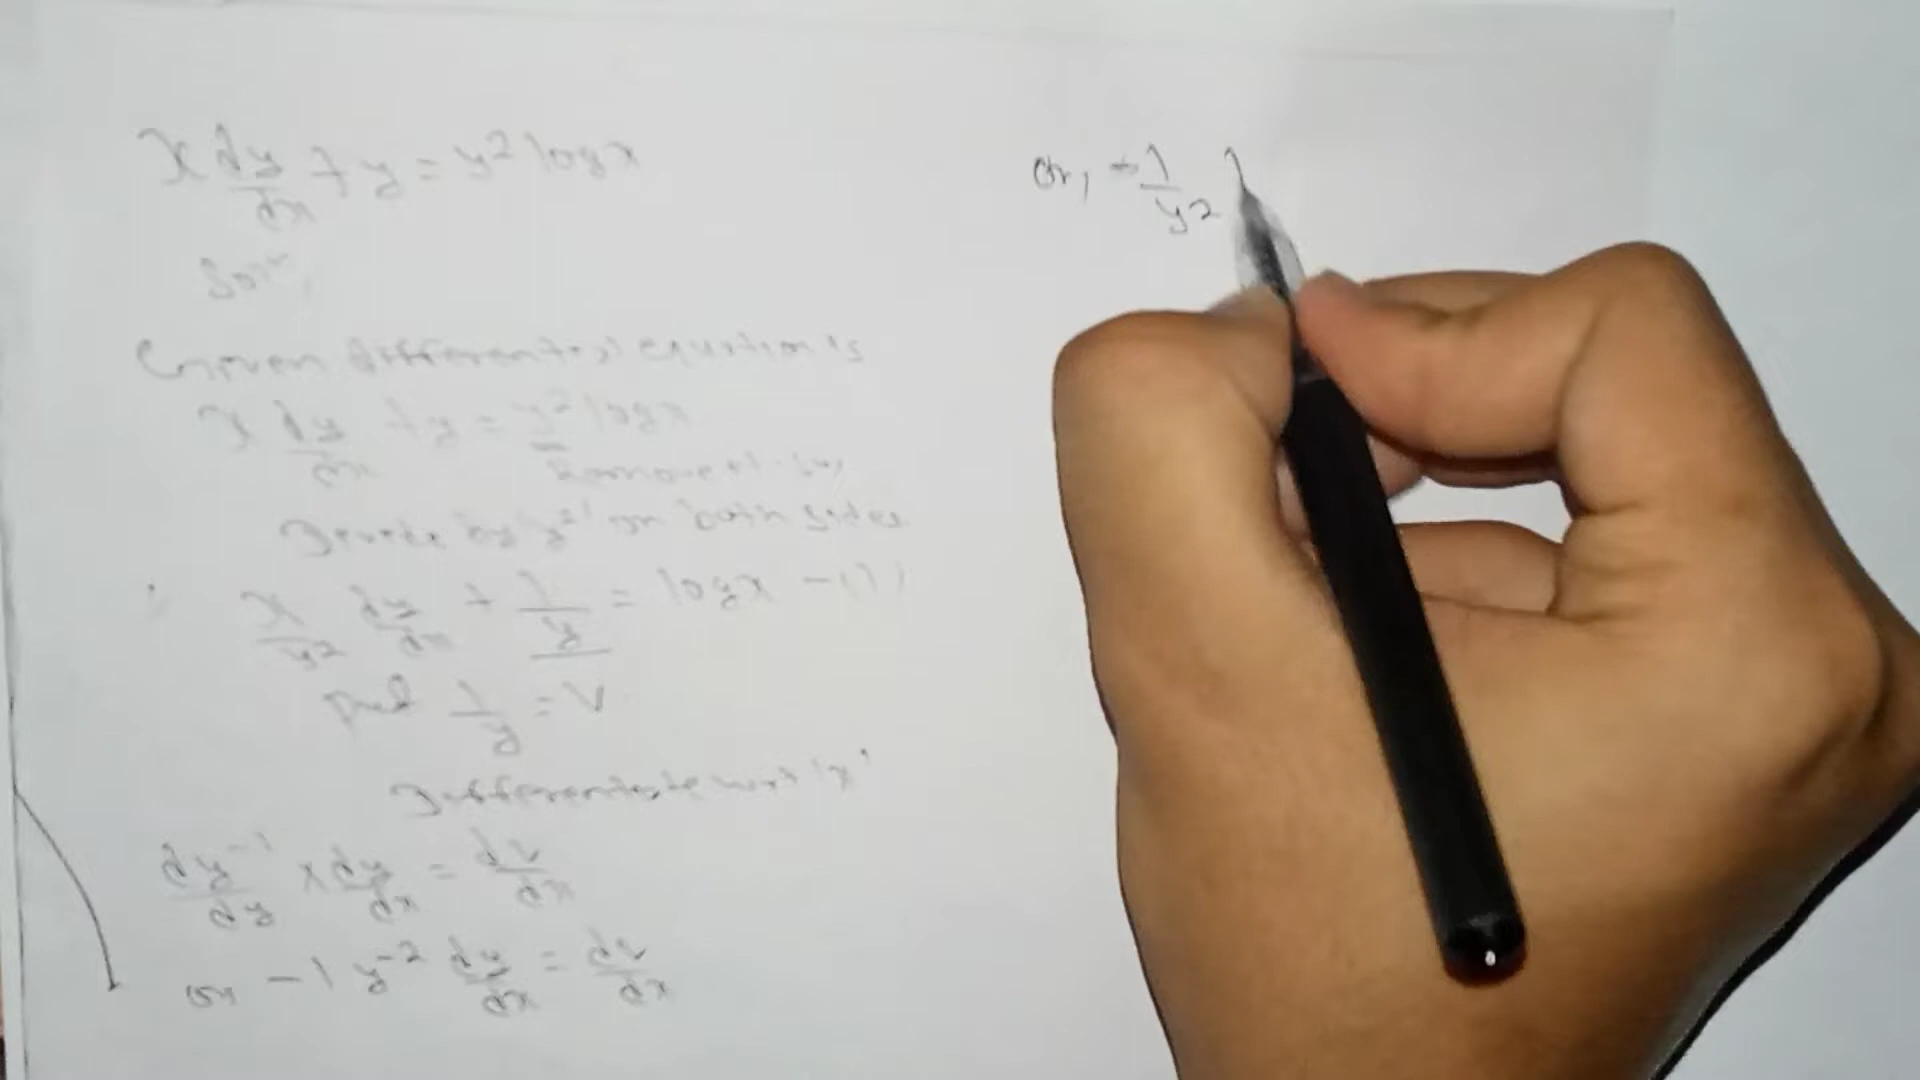 x dy/dx + y = y² log x
Soln,
Given differential equation is
x dy/dx + y = y² log x
Remove it
Divide by 'y²' on both sides
x/y² dy/dx + 1/y = log x - (1)
put 1/y = V
Differentiate w.r.t 'x'
dy⁻¹/dy × dy/dx = dv/dx
or -1 y⁻² dy/dx = dv/dx
or, - 1/y²